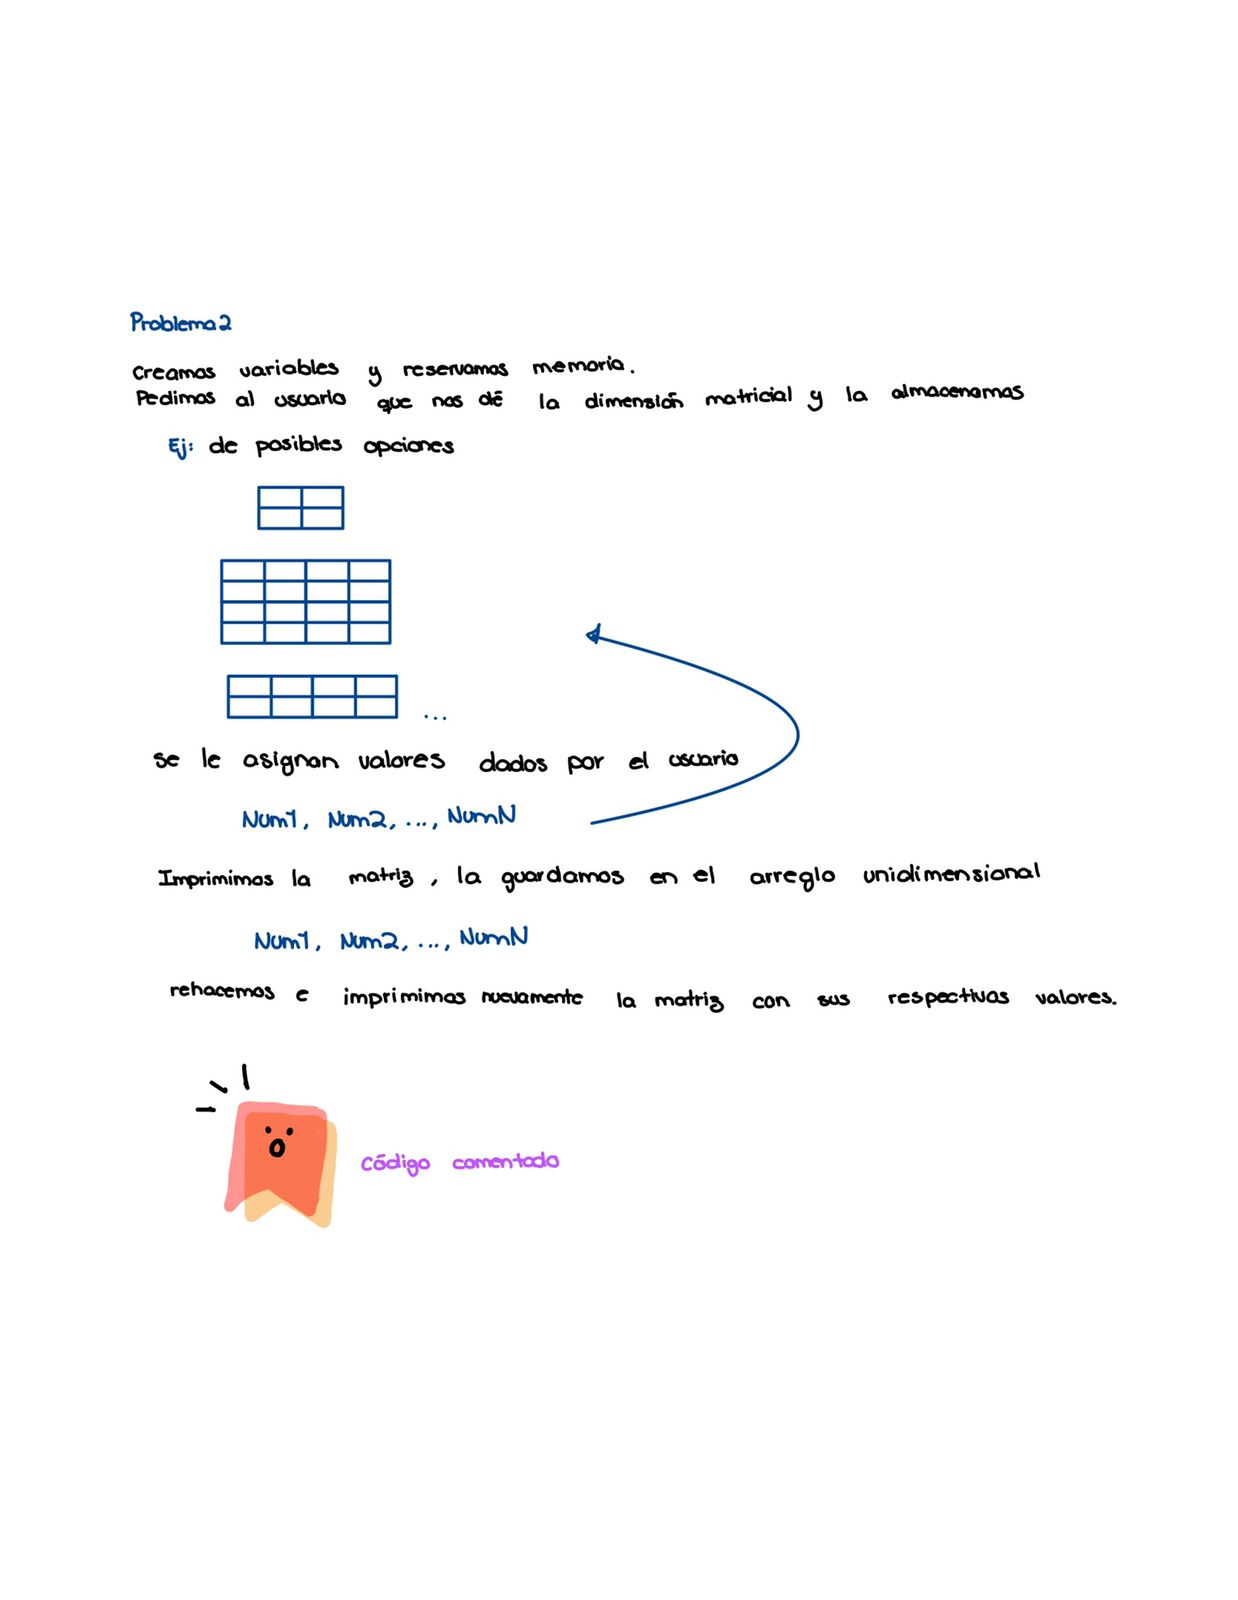 Problema 2
Creamos variables y reservamos memoria.
Pedimos al usuario que nos dé la dimensión matricial y la almacenamos
Ej: de posibles opciones
...
se le asignan valores dados por el usuario
Num1, Num2, ..., NumN
Imprimimos la matriz, la guardamos en el arreglo unidimensional
Num1, Num2, ..., NumN
rehacemos e imprimimos nuevamente la matriz con sus respectivas valores.
Código comentado